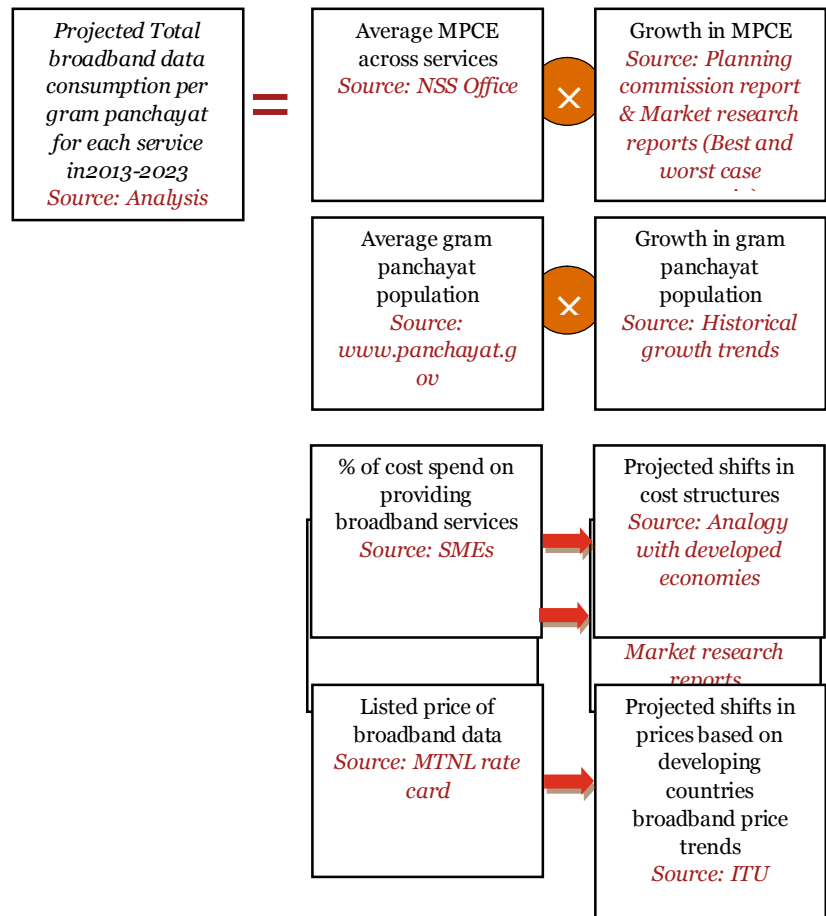 Projected Total
broadband data
consumption per
gram panchayat
for each service
in2013-2023
Source: Analysis
=
Average MPCE
across services
Source: NSS Office
×
Growth in MPCE
Source: Planning
commission report
& Market research
reports (Best and
worst case
Average gram
panchayat
population
Source:
www.panchayat.g
ov
×
Growth in gram
panchayat
population
Source: Historical
growth trends
% of cost spend on
providing
broadband services
Source: SMEs
Projected shifts in
cost structures
Source: Analogy
with developed
economies
Market research
reports
Listed price of
broadband data
Source: MTNL rate
card
Projected shifts in
prices based on
developing
countries
broadband price
trends
Source: ITU